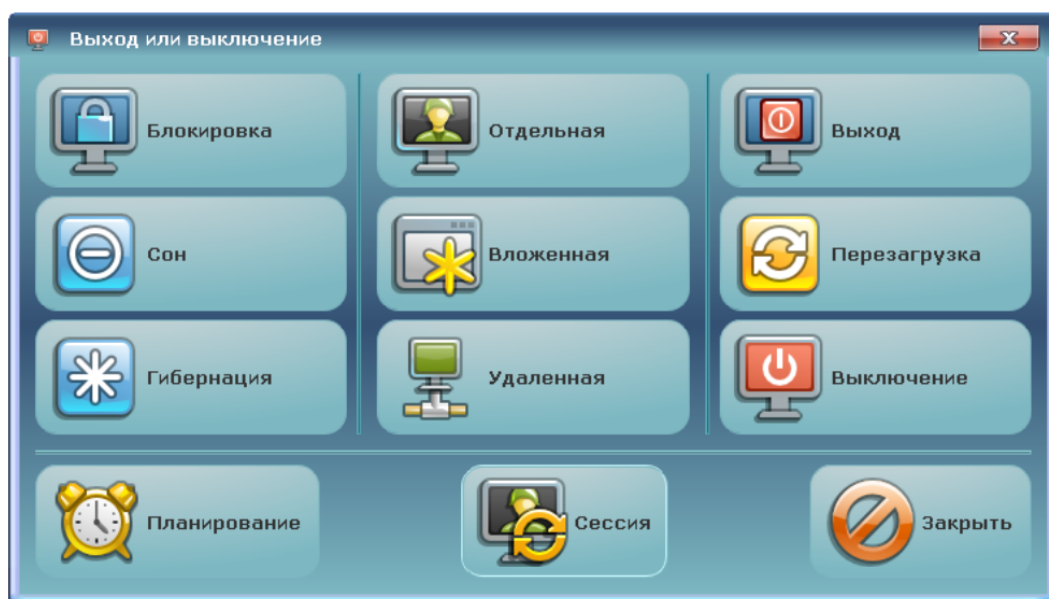 Выход или выключение
Блокировка
Отдельная
Выход
Сон
Вложенная
Перезагрузка
Гибернация
Удаленная
Выключение
Планирование
Сессия
Закрыть